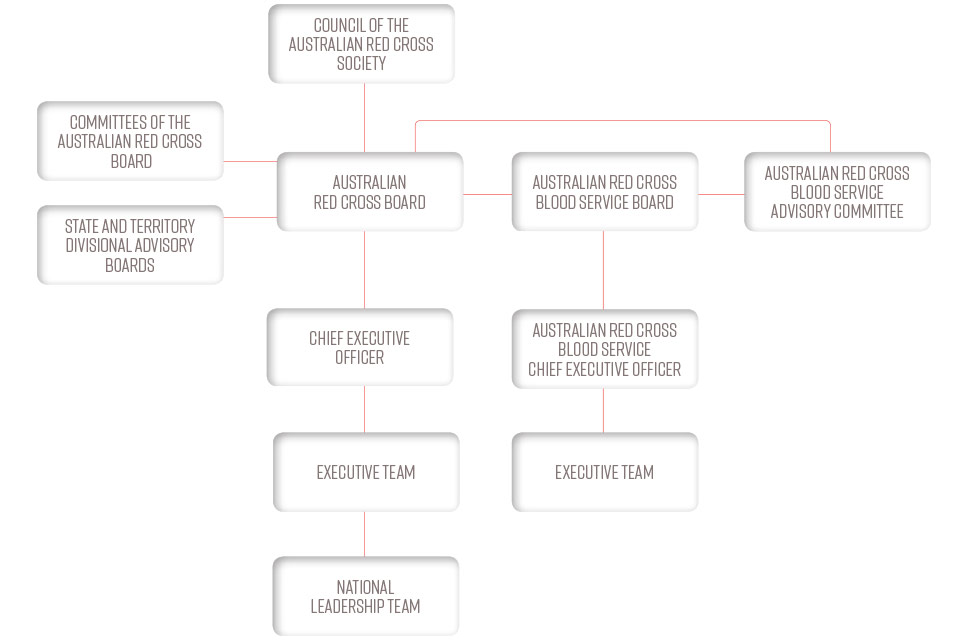 COUNCIL OF THE
AUSTRALIAN RED CROSS
SOCIETY
COMMITTEES OF THE
AUSTRALIAN RED CROSS
BOARD
STATE AND TERRITORY
DIVISIONAL ADVISORY
BOARDS
AUSTRALIAN
RED CROSS BOARD
AUSTRALIAN RED CROSS
BLOOD SERVICE BOARD
AUSTRALIAN RED CROSS
BLOOD SERVICE
ADVISORY COMMITTEE
CHIEF EXECUTIVE
OFFICER
AUSTRALIAN RED CROSS
BLOOD SERVICE
CHIEF EXECUTIVE OFFICER
EXECUTIVE TEAM
EXECUTIVE TEAM
NATIONAL
LEADERSHIP TEAM